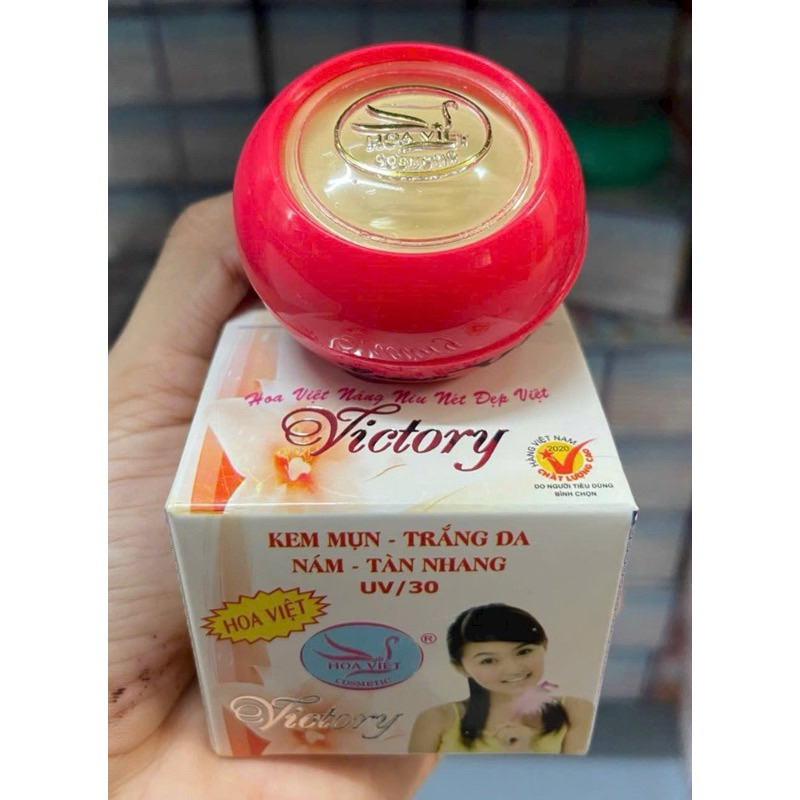 HOA VIỆT
COSMETIC
Victory
Hoa Việt Nâng Niu Nét Đẹp Việt
Victory
HÀNG VIỆT NAM
2020
CHẤT LƯỢNG CAO
DO NGƯỜI TIÊU DÙNG
BÌNH CHỌN
KEM MỤN - TRẮNG DA
NÁM - TÀN NHANG
UV/30
HOA VIỆT
HOA VIỆT
®
COSMETIC
Victory